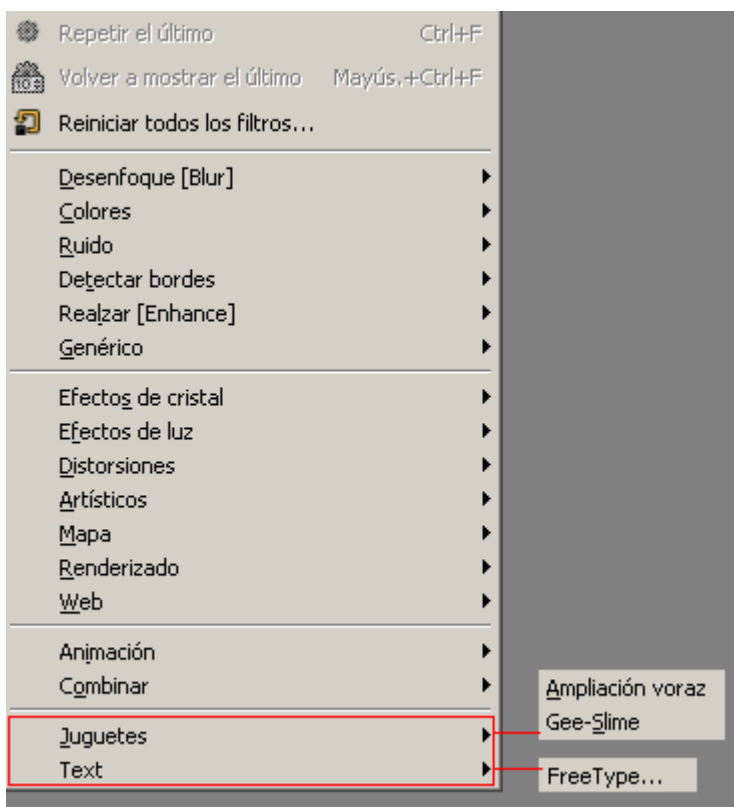 Repetir el último Ctrl+F
Volver a mostrar el último Mayús.+Ctrl+F
Reiniciar todos los filtros...
Desenfoque [Blur]
Colores
Ruido
Detectar bordes
Realzar [Enhance]
Genérico
Efectos de cristal
Efectos de luz
Distorsiones
Artísticos
Mapa
Renderizado
Web
Animación
Combinar
Juguetes
Text
Ampliación voraz
Gee-Slime
FreeType...